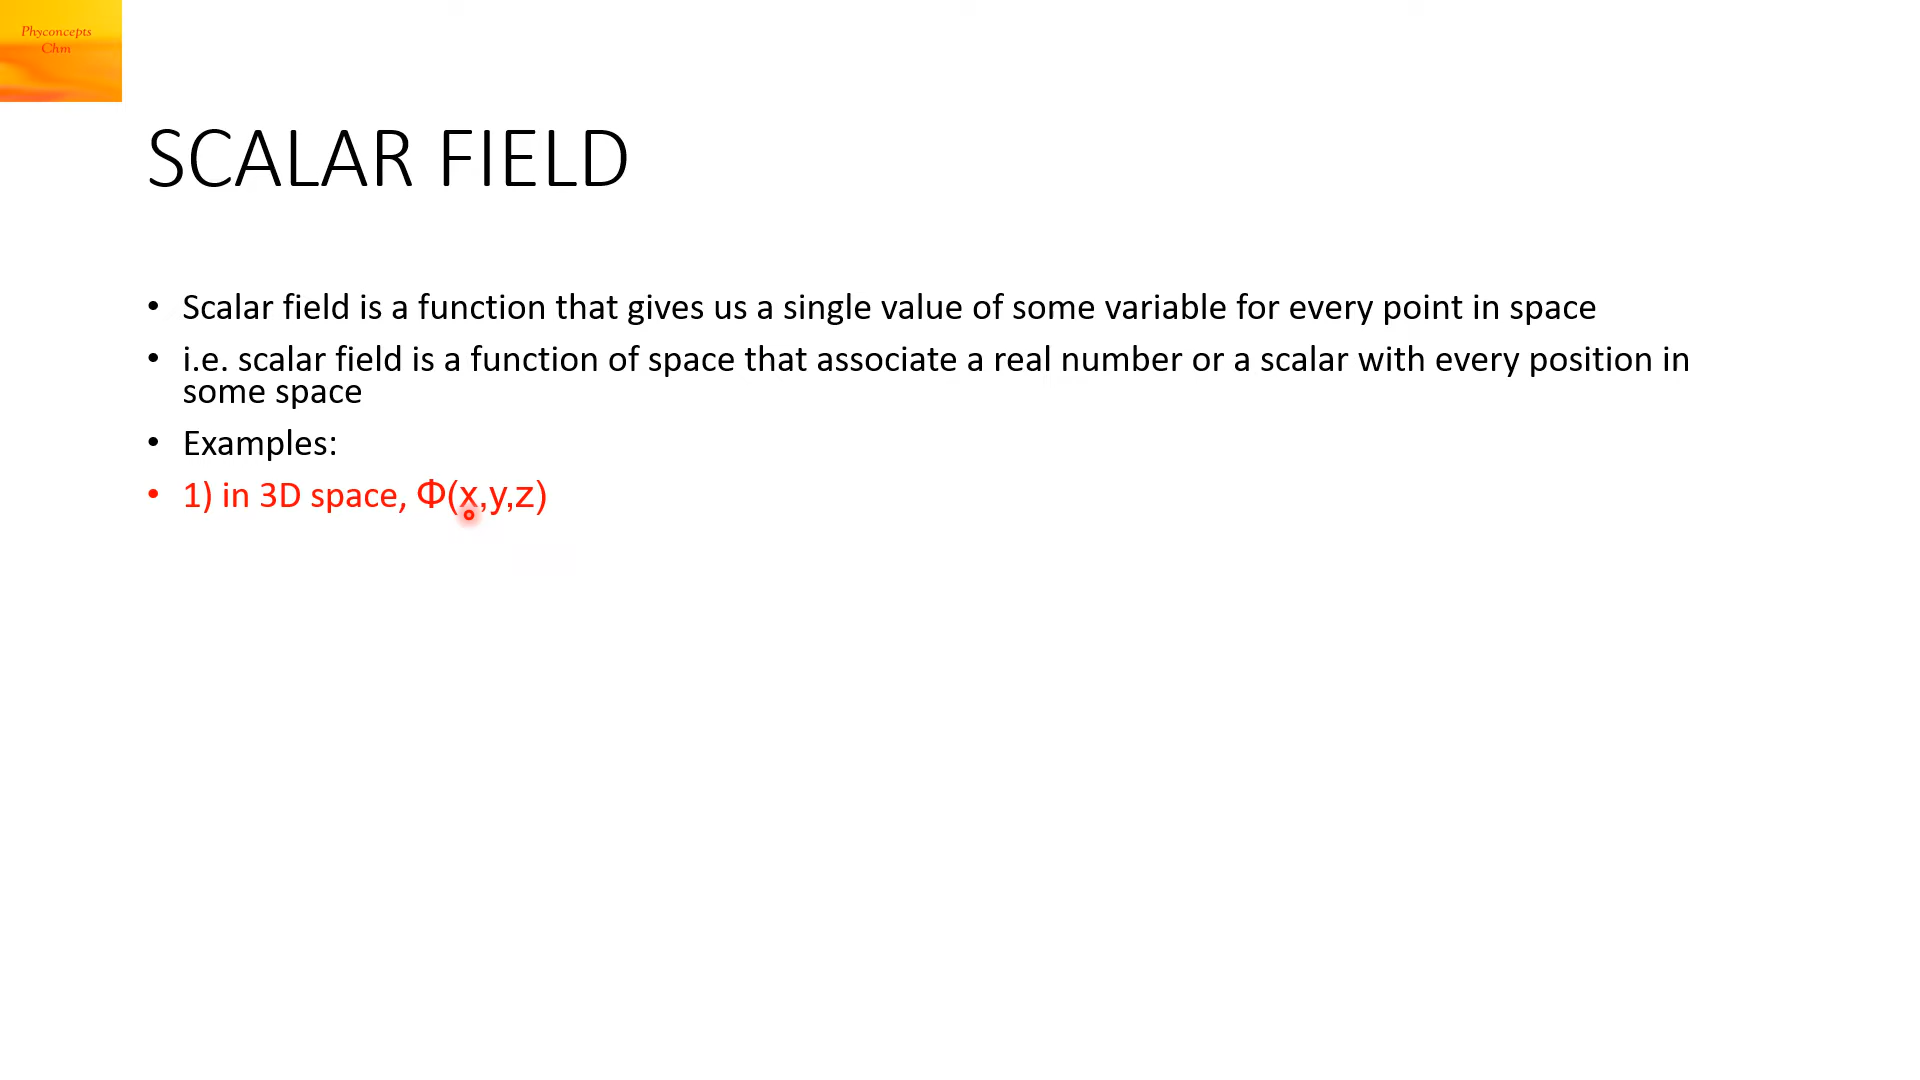 Phyconcepts
Chm
SCALAR FIELD
• Scalar field is a function that gives us a single value of some variable for every point in space
• i.e. scalar field is a function of space that associate a real number or a scalar with every position in
some space
• Examples:
• 1) in 3D space, Φ(x,y,z)